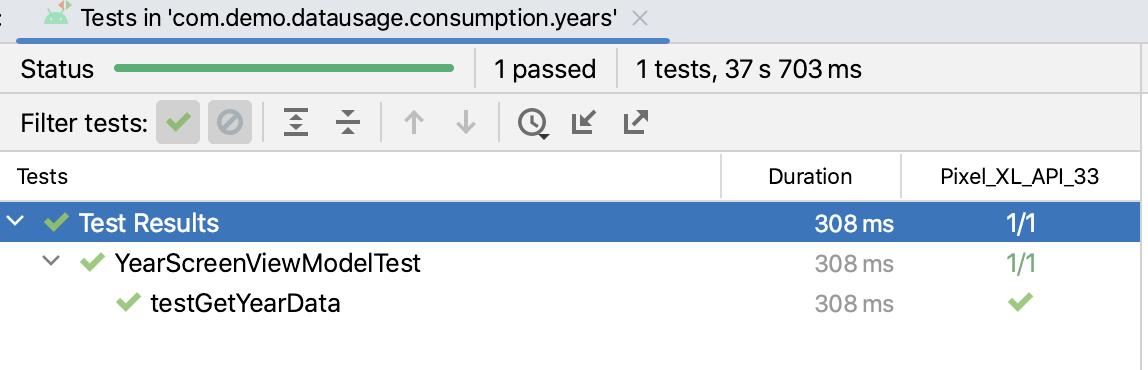 Tests in 'com.demo.datausage.consumption.years'
Status 1 passed 1 tests, 37 s 703 ms
Filter tests:
Tests Duration Pixel_XL_API_33
Test Results 308 ms 1/1
YearScreenViewModelTest 308 ms 1/1
testGetYearData 308 ms